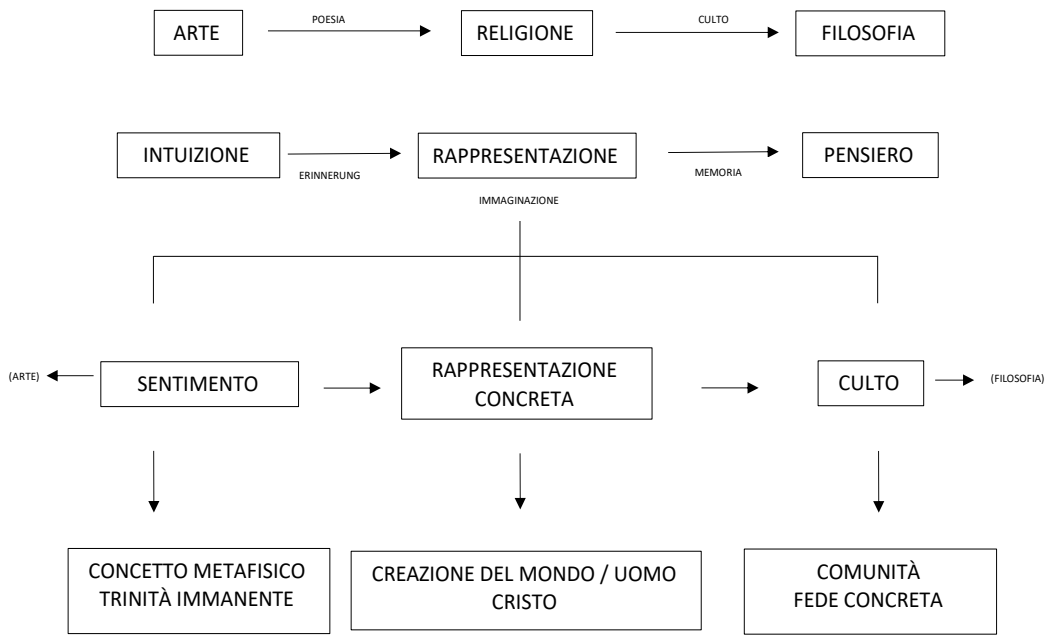 POESIA
CULTO
ARTE
RELIGIONE
FILOSOFIA
INTUIZIONE
RAPPRESENTAZIONE
PENSIERO
ERINNERUNG
MEMORIA
IMMAGINAZIONE
(ARTE)
SENTIMENTO
RAPPRESENTAZIONE
CONCRETA
CULTO
(FILOSOFIA)
CONCETTO METAFISICO
TRINITÀ IMMANENTE
CREAZIONE DEL MONDO / UOMO
CRISTO
COMUNITÀ
FEDE CONCRETA